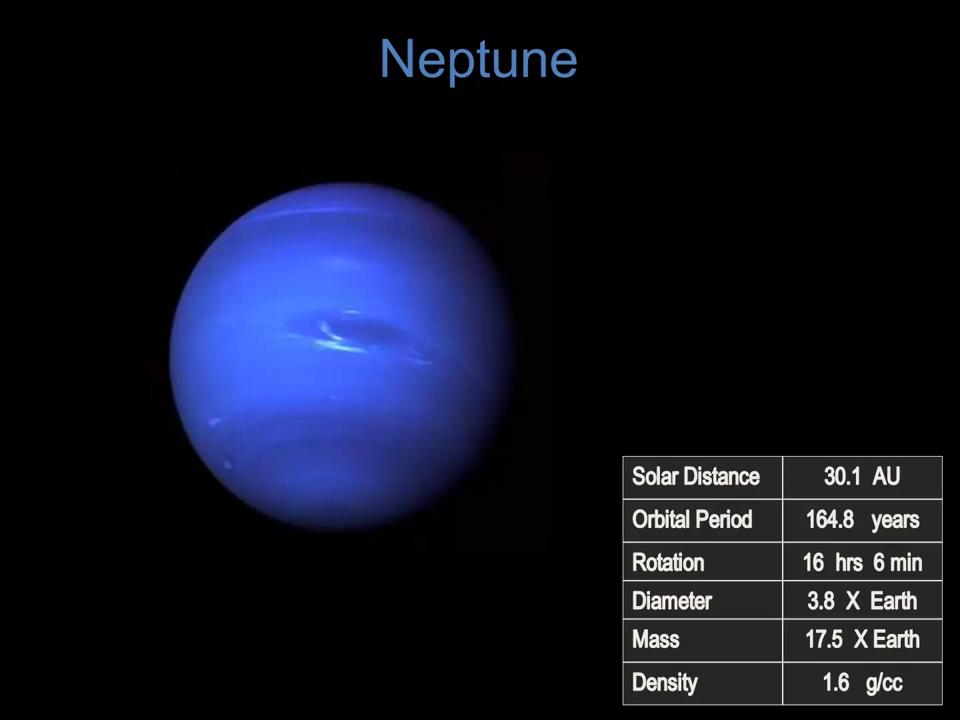 Neptune
Solar Distance 30.1 AU
Orbital Period 164.8 years
Rotation 16 hrs 6 min
Diameter 3.8 X Earth
Mass 17.5 X Earth
Density 1.6 g/cc